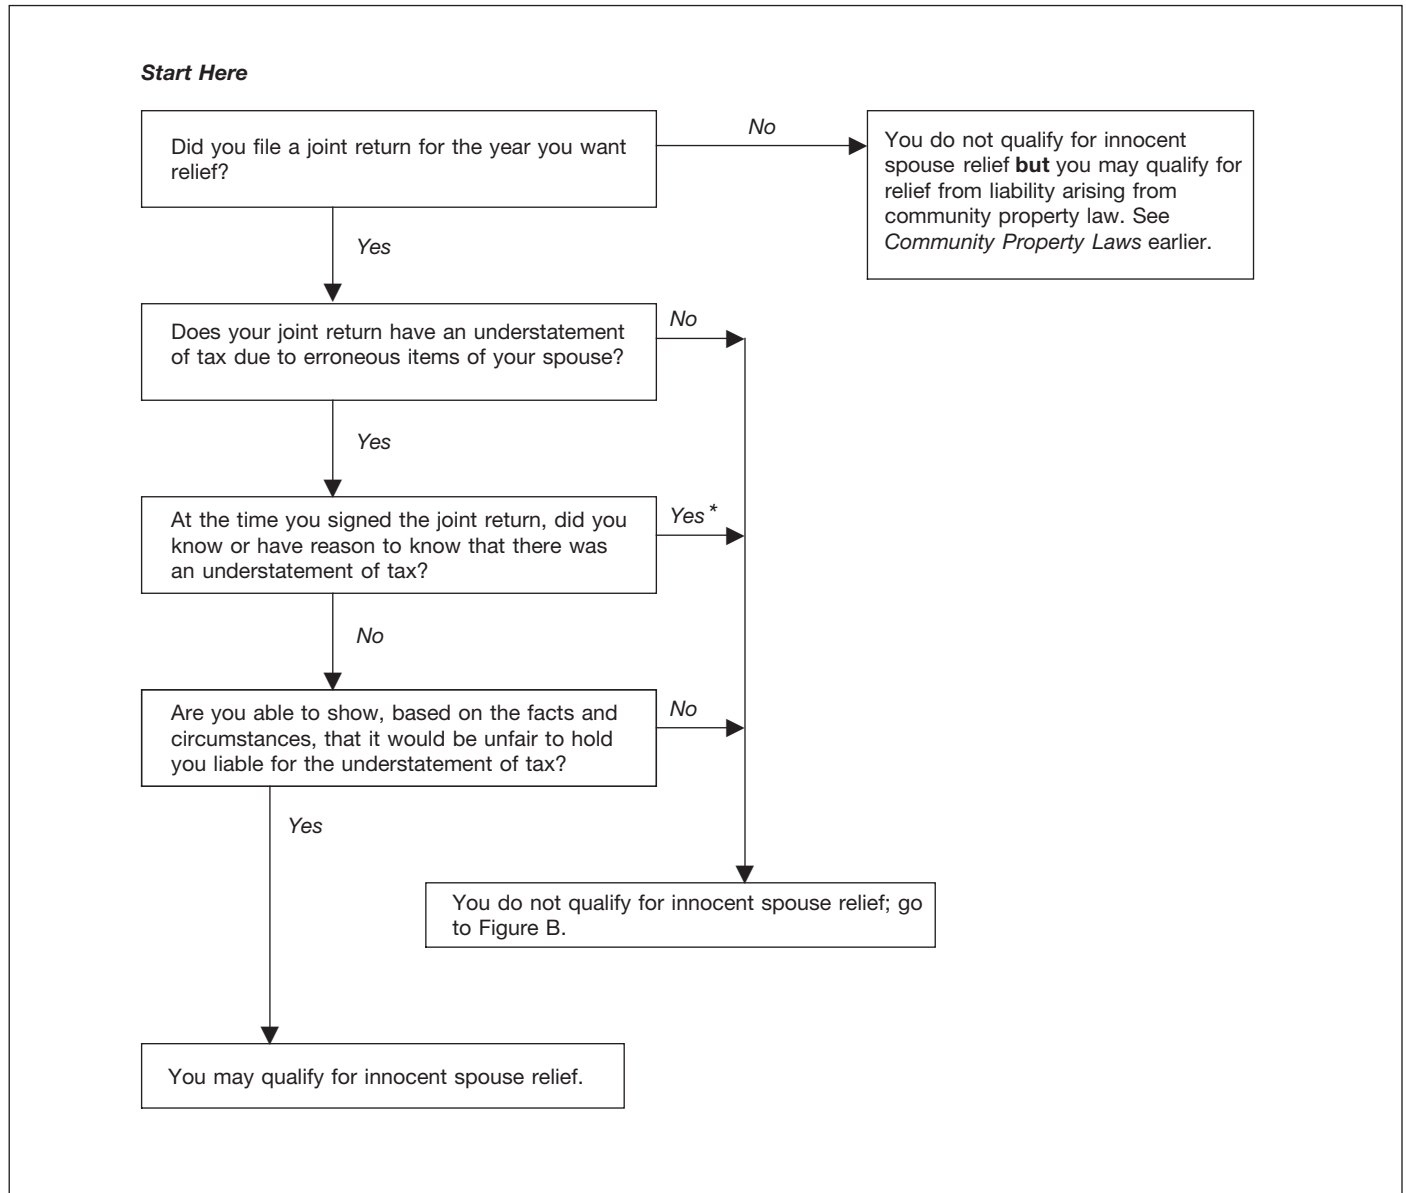 Start Here
Did you file a joint return for the year you want
relief?
No
You do not qualify for innocent
spouse relief but you may qualify for
relief from liability arising from
community property law. See
Community Property Laws earlier.
Yes
Does your joint return have an understatement
of tax due to erroneous items of your spouse?
No
Yes
At the time you signed the joint return, did you
know or have reason to know that there was
an understatement of tax?
Yes*
No
Are you able to show, based on the facts and
circumstances, that it would be unfair to hold
you liable for the understatement of tax?
No
Yes
You do not qualify for innocent spouse relief; go
to Figure B.
You may qualify for innocent spouse relief.